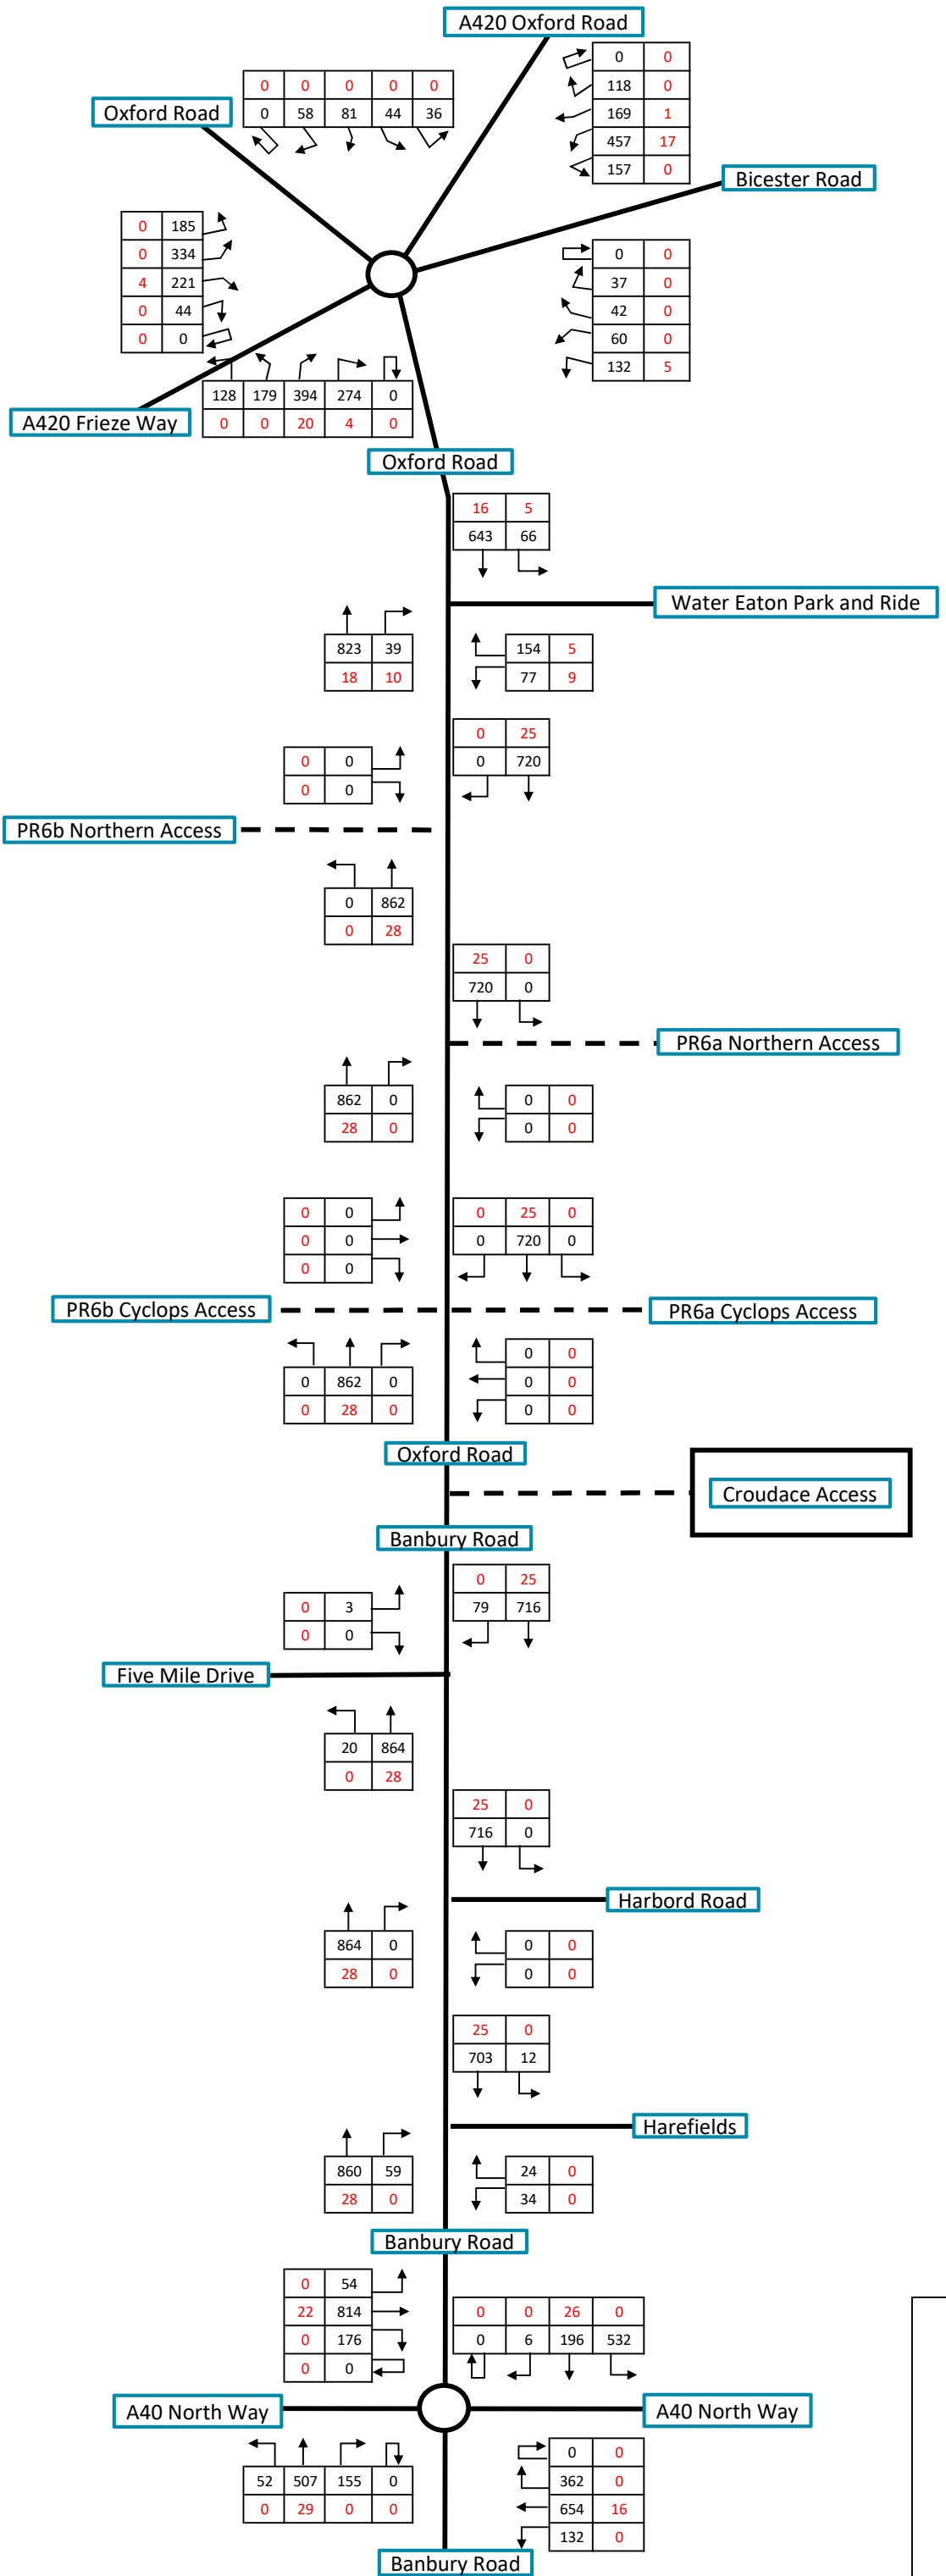 A420 Oxford Road
0 0
118 0
169 1
457 17
157 0
0 0 0 0 0
0 58 81 44 36
Oxford Road
Bicester Road
0 185
0 334
4 221
0 44
0 0
0 0
37 0
42 0
60 0
132 5
128 179 394 274 0
0 0 20 4 0
A420 Frieze Way
Oxford Road
16 5
643 66
Water Eaton Park and Ride
823 39
18 10
154 5
77 9
0 25
0 720
0 0
0 0
PR6b Northern Access
0 862
0 28
25 0
720 0
PR6a Northern Access
862 0
28 0
0 0
0 0
0 0
0 0
0 0
0 25 0
0 720 0
PR6b Cyclops Access
PR6a Cyclops Access
0 862 0
0 28 0
0 0
0 0
0 0
Oxford Road
Croudace Access
Banbury Road
0 25
79 716
0 3
0 0
Five Mile Drive
20 864
0 28
25 0
716 0
Harbord Road
864 0
28 0
0 0
0 0
25 0
703 12
Harefields
860 59
28 0
24 0
34 0
Banbury Road
0 54
22 814
0 176
0 0
0 0 26 0
0 6 196 532
A40 North Way
A40 North Way
52 507 155 0
0 29 0 0
0 0
362 0
654 16
132 0
Banbury Road